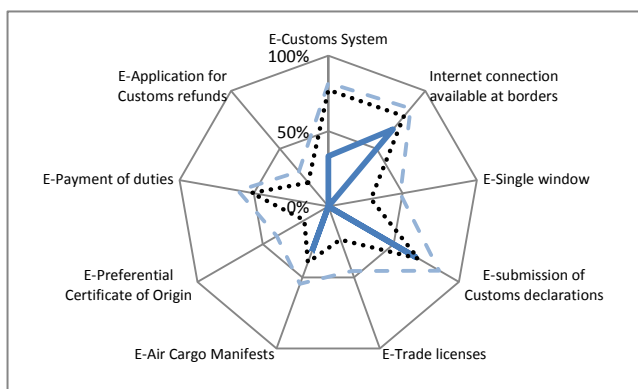 E-Customs System
100%
E-Application for
Customs refunds
Internet connection
available at borders
50%
E-Payment of duties
E-Single window
0%
E-Preferential
Certificate of Origin
E-submission of
Customs declarations
E-Air Cargo Manifests
E-Trade licenses